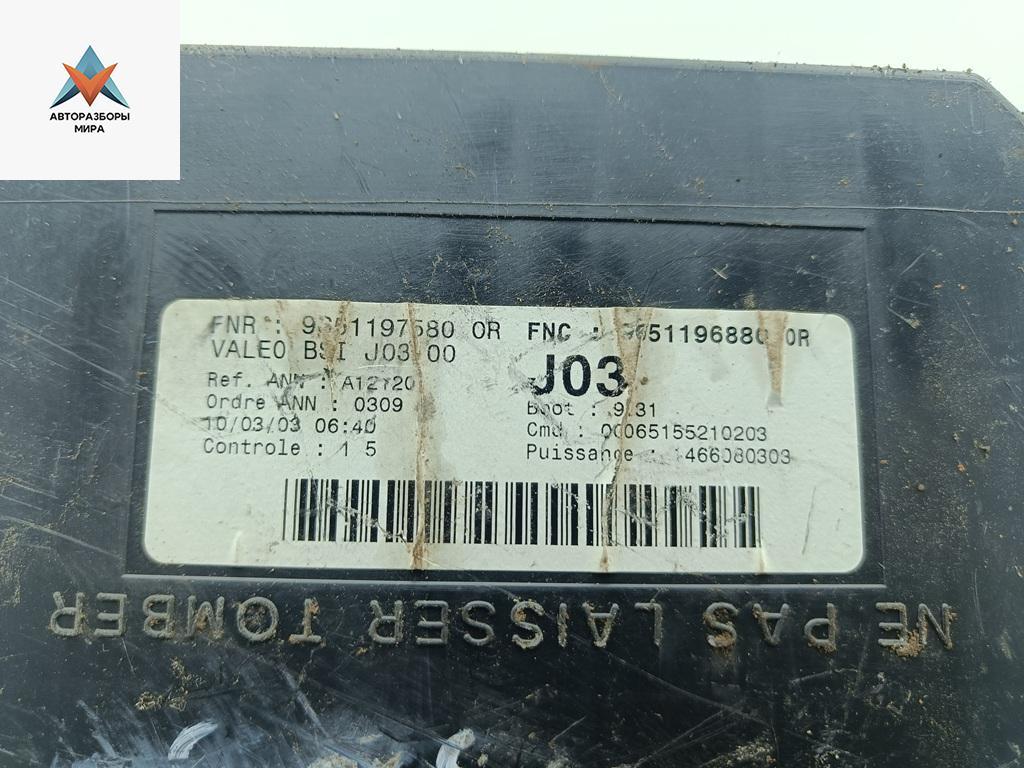 АВТОРАЗБОРЫ
МИРА
FNR : 9651197580 0R FNC : 9651196880 0R
VALEO BSI J03 00
J03
Ref. ANN : A12720
Ordre ANN : 0309
Boot : 9.31
10/03/03 06:40
Cmd : 00065155210203
Controle : 1 5
Puissance : 1466080303
NE PAS LAISSER TOMBER